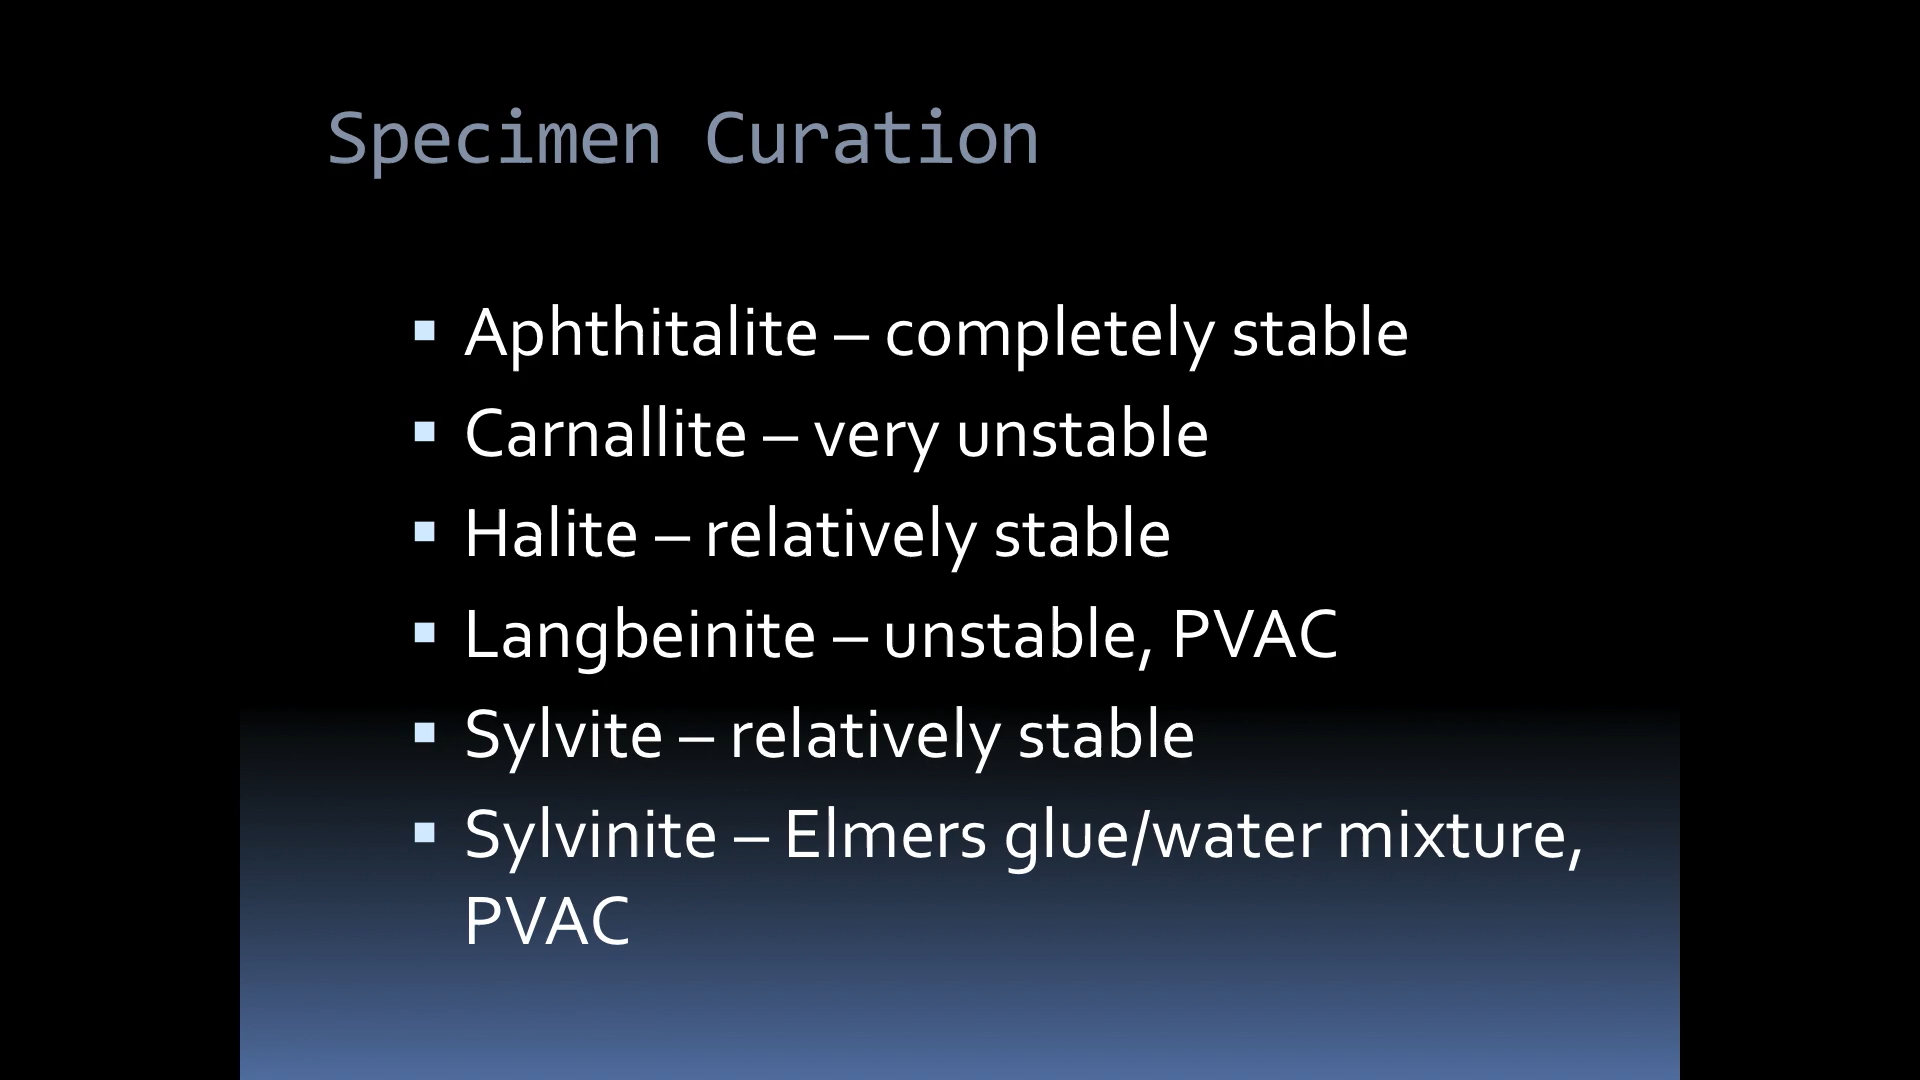 Specimen Curation
▪ Aphthitalite – completely stable
▪ Carnallite – very unstable
▪ Halite – relatively stable
▪ Langbeinite – unstable, PVAC
▪ Sylvite – relatively stable
▪ Sylvinite – Elmers glue/water mixture,
PVAC